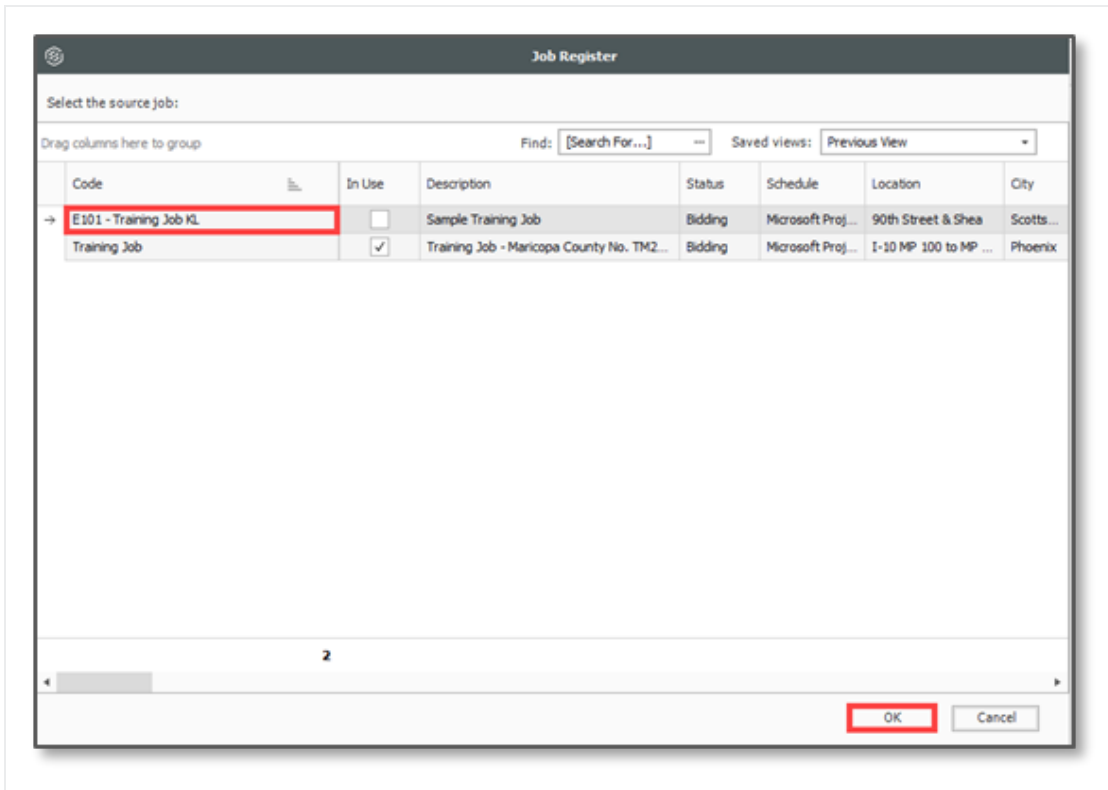 Job Register
Select the source job:
Drag columns here to group Find: [Search For...] ... Saved views: Previous View
Code In Use Description Status Schedule Location City
E101 - Training Job KL Sample Training Job Bidding Microsoft Proj... 90th Street & Shea Scotts...
Training Job Training Job - Maricopa County No. TM2... Bidding Microsoft Proj... I-10 MP 100 to MP ... Phoenix
2
OK Cancel